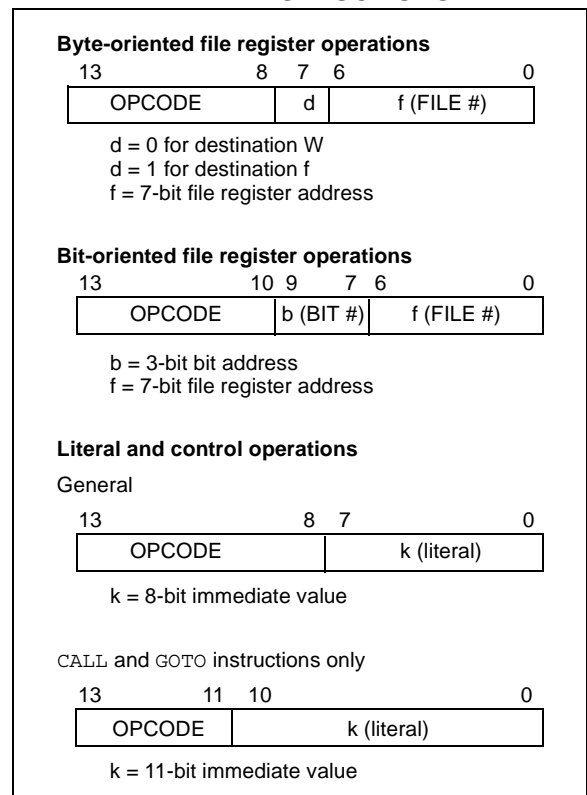 Byte-oriented file register operations
13 8 7 6 0
OPCODE d f (FILE #)
d = 0 for destination W
d = 1 for destination f
f = 7-bit file register address
Bit-oriented file register operations
13 10 9 7 6 0
OPCODE b (BIT #) f (FILE #)
b = 3-bit bit address
f = 7-bit file register address
Literal and control operations
General
13 8 7 0
OPCODE k (literal)
k = 8-bit immediate value
CALL and GOTO instructions only
13 11 10 0
OPCODE k (literal)
k = 11-bit immediate value